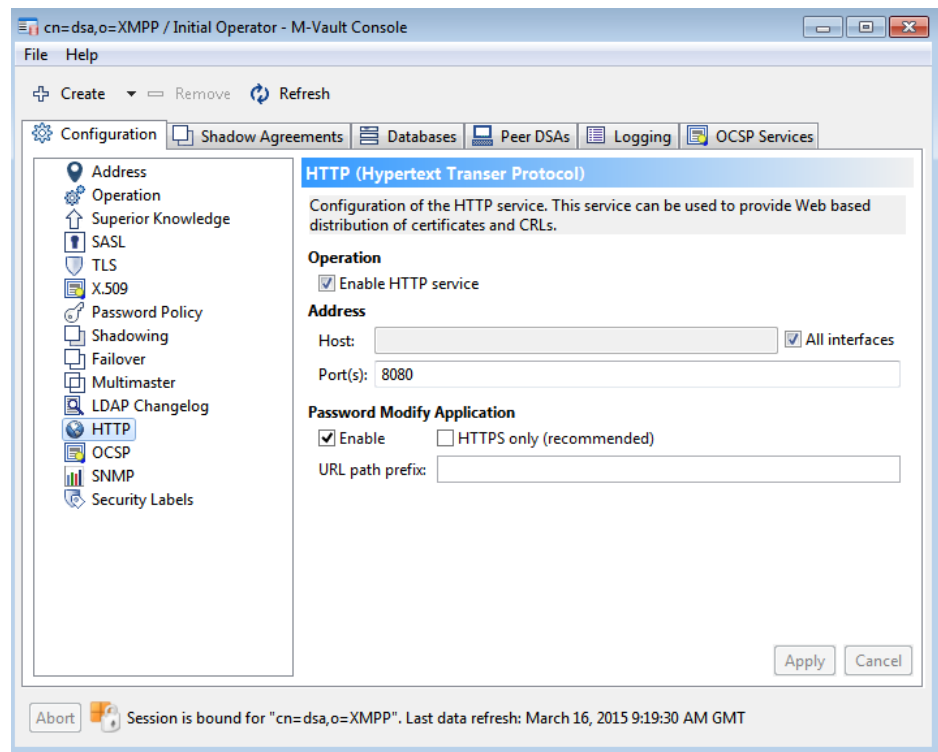 cn=dsa,o=XMPP / Initial Operator - M-Vault Console
File Help
Create Remove Refresh
Configuration Shadow Agreements Databases Peer DSAs Logging OCSP Services
Address
Operation
Superior Knowledge
SASL
TLS
X.509
Password Policy
Shadowing
Failover
Multimaster
LDAP Changelog
HTTP
OCSP
SNMP
Security Labels
HTTP (Hypertext Transer Protocol)
Configuration of the HTTP service. This service can be used to provide Web based
distribution of certificates and CRLs.
Operation
Enable HTTP service
Address
Host: All interfaces
Port(s): 8080
Password Modify Application
Enable HTTPS only (recommended)
URL path prefix:
Apply Cancel
Abort Session is bound for "cn=dsa,o=XMPP". Last data refresh: March 16, 2015 9:19:30 AM GMT